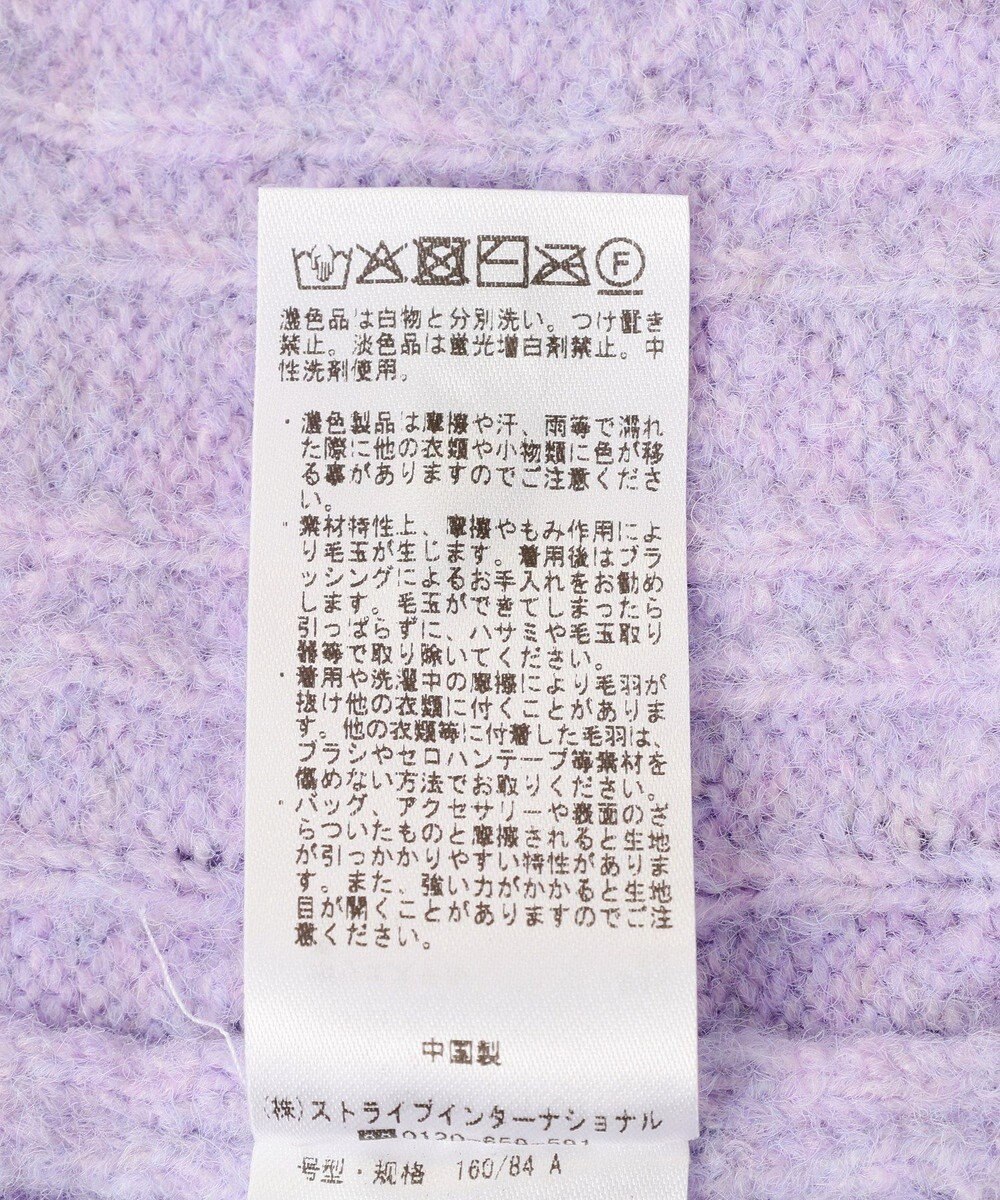 F
濃色品は白物と分別洗い。つけ置き
禁止。淡色品は蛍光増白剤禁止。中
性洗剤使用。
・濃色製品は摩擦や汗、雨等で濡れ
た際に他の衣類や小物類に色が移
る事がありますのでご注意くださ
い。
・素材特性上、摩擦やもみ作用によ
り毛玉が生じます。着用後はブラ
ッシングによるお手入れをお勧め
します。毛玉ができてしまったら
引っぱらずに、ハサミや毛玉取り
器等で取り除いてください。
・着用や洗濯中の摩擦により毛羽が
抜け他の衣類に付くことがありま
す。他の衣類等に付着した毛羽は、
ブラシやセロハンテープ等素材を
傷めない方法でお取りください。
・バッグ、アクセサリーや表面のざ
らついたものと摩擦されると生地
が引っかかりやすい特性がありま
す。また、強い力がかかると生地
目が開くことがありますのでご注
意ください。
中国製
(株)ストライプインターナショナル
号型・规格 160/84 A